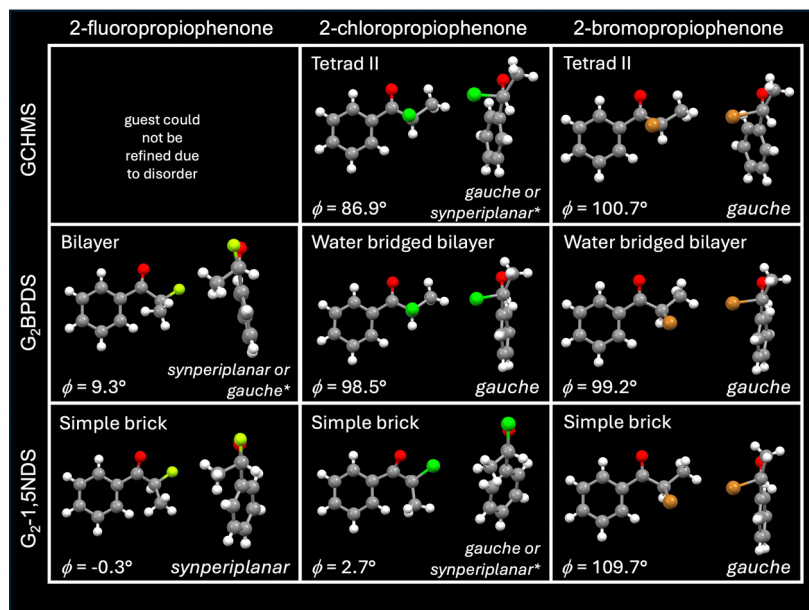 2-fluoropropiophenone 2-chloropropiophenone 2-bromopropiophenone
GCHMS
guest could
not be
refined due
to disorder
Tetrad II
ϕ = 86.9°
gauche or
synperiplanar*
Tetrad II
ϕ = 100.7°
gauche
G₂BPDS
Bilayer
ϕ = 9.3°
synperiplanar or
gauche*
Water bridged bilayer
ϕ = 98.5°
gauche
Water bridged bilayer
ϕ = 99.2°
gauche
G₂-1,5NDS
Simple brick
ϕ = -0.3°
synperiplanar
Simple brick
ϕ = 2.7°
gauche or
synperiplanar*
Simple brick
ϕ = 109.7°
gauche